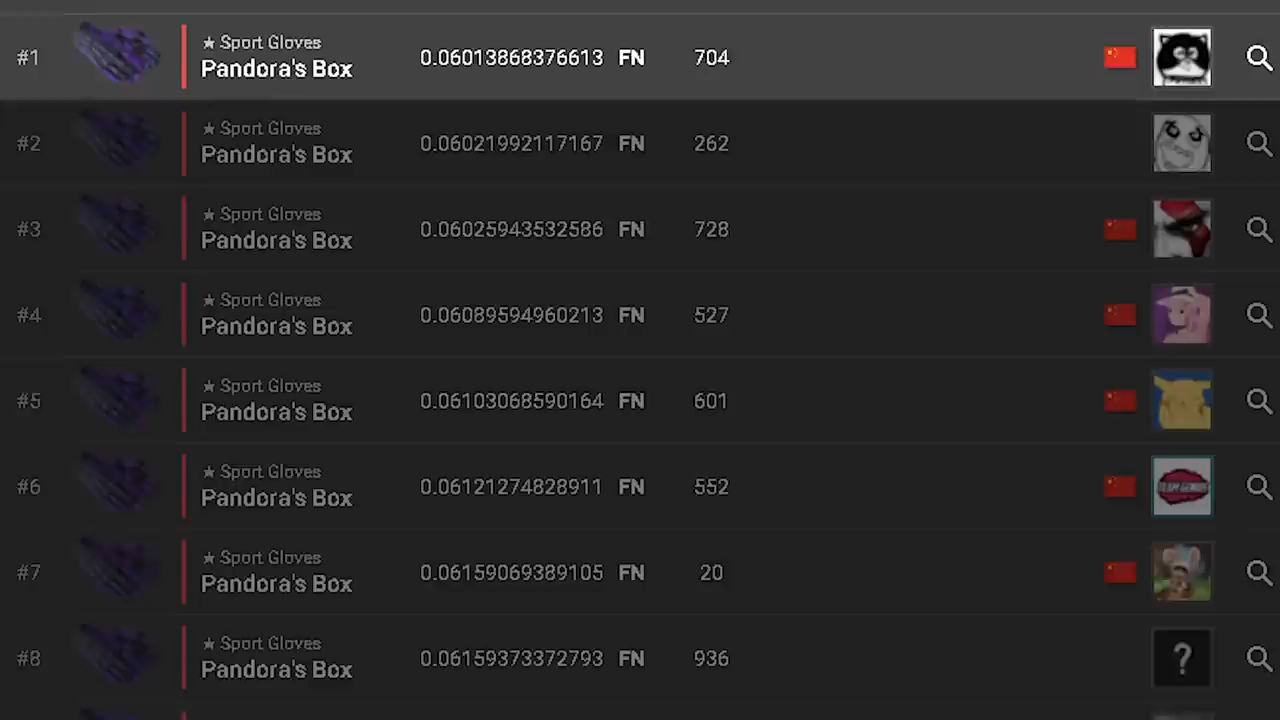 #1
★ Sport Gloves
Pandora's Box
0.06013868376613 FN 704
#2
★ Sport Gloves
Pandora's Box
0.06021992117167 FN 262
#3
★ Sport Gloves
Pandora's Box
0.06025943532586 FN 728
#4
★ Sport Gloves
Pandora's Box
0.06089594960213 FN 527
#5
★ Sport Gloves
Pandora's Box
0.06103068590164 FN 601
#6
★ Sport Gloves
Pandora's Box
0.06121274828911 FN 552
#7
★ Sport Gloves
Pandora's Box
0.06159069389105 FN 20
#8
★ Sport Gloves
Pandora's Box
0.06159373372793 FN 936
?